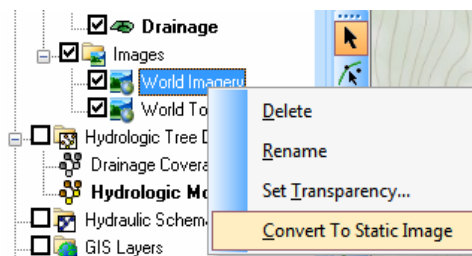 Drainage
Images
World Imagery
World To
Delete
Hydrologic Tree
Rename
Drainage Covera
Hydrologic Mo
Set Transparency...
Hydraulic Schem
Convert To Static Image
GIS Layers